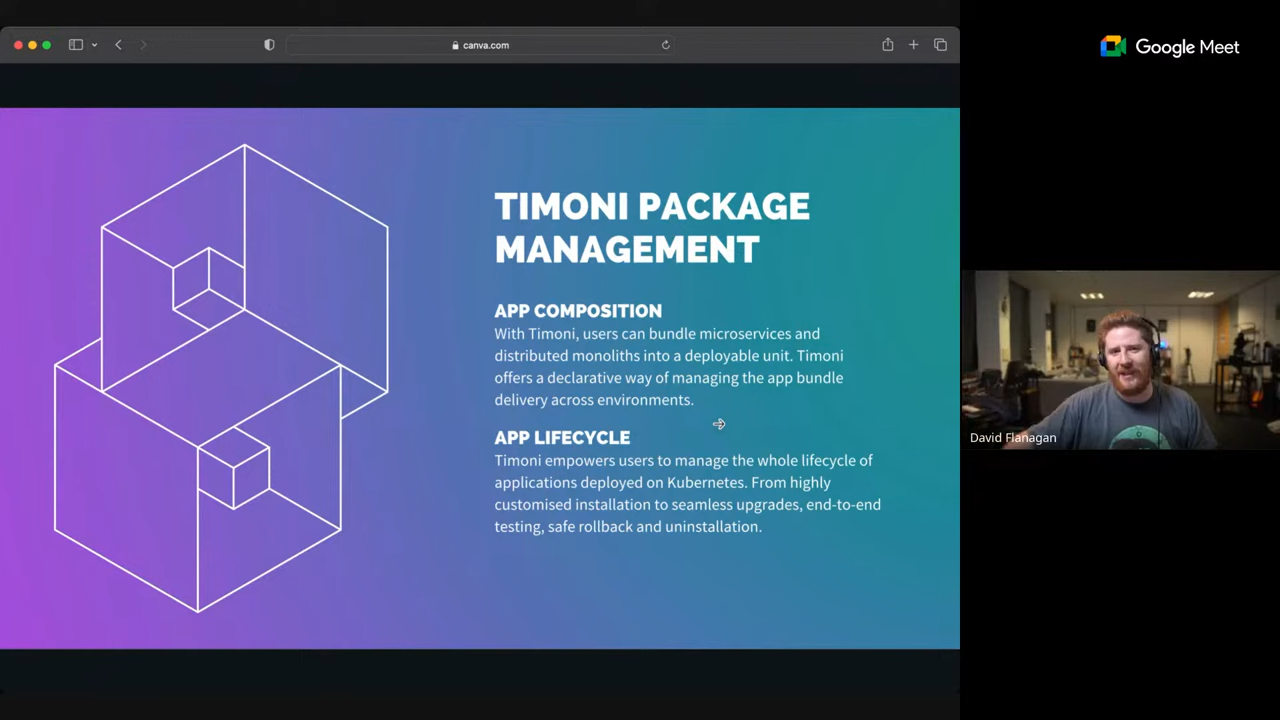 canva.com
Google Meet
TIMONI PACKAGE
MANAGEMENT
APP COMPOSITION
With Timoni, users can bundle microservices and
distributed monoliths into a deployable unit. Timoni
offers a declarative way of managing the app bundle
delivery across environments.
APP LIFECYCLE
Timoni empowers users to manage the whole lifecycle of
applications deployed on Kubernetes. From highly
customised installation to seamless upgrades, end-to-end
testing, safe rollback and uninstallation.
David Flanagan